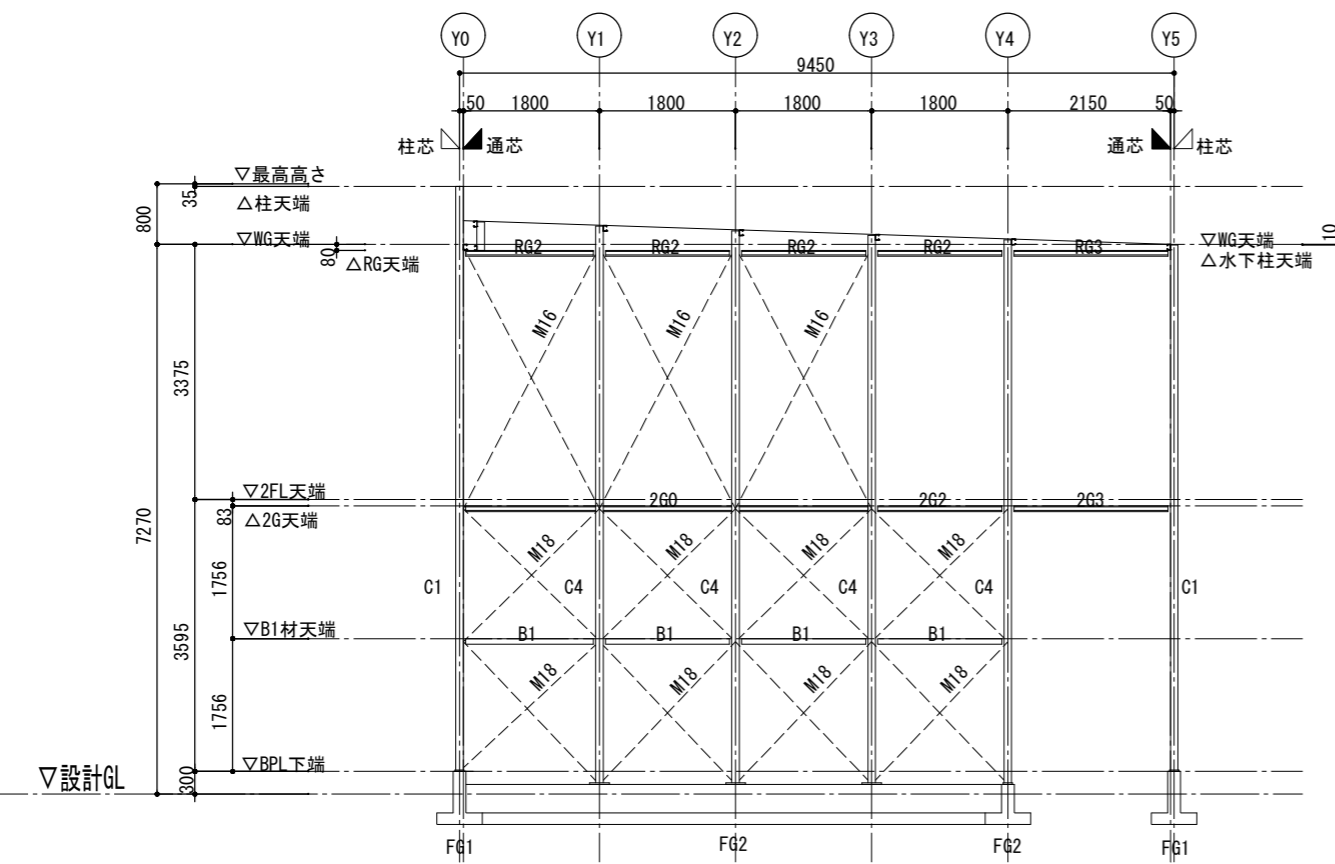 Y0 Y1 Y2 Y3 Y4 Y5
9450
50 1800 1800 1800 1800 2150 50
柱芯 通芯 通芯 柱芯
▽最高高さ
35
800
△柱天端
▽WG天端
80
△RG天端
RG2 RG2 RG2 RG2 RG3
▽WG天端
△水下柱天端
10
M16 M16 M16
3375
▽2FL天端
83
△2G天端
2G0 2G2 2G3
7270
M18 M18 M18 M18
1756
C1 C4 C4 C4 C1
3595
▽B1材天端
B1 B1 B1 B1
M18 M18 M18 M18
1756
▽BPL下端
▽設計GL
300
FG1 FG2 FG2 FG1